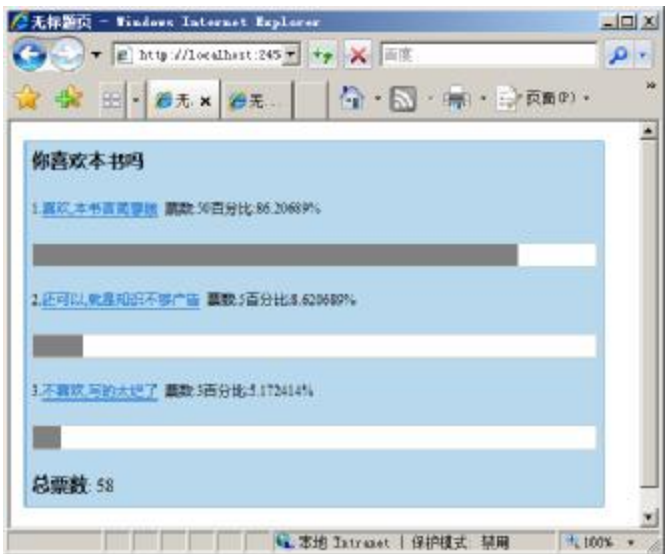 无标题页 - Windows Internet Explorer
http://localhost:245
百度
无.
无...
页面(P)
»
你喜欢本书吗
1.喜欢,本书言简意赅 票数:50百分比:86.20689%
2.还可以,就是知识不够广告 票数:5百分比:8.620689%
3.不喜欢,写的太烂了 票数:3百分比:5.172414%
总票数: 58
本地 Intranet | 保护模式: 禁用
100%